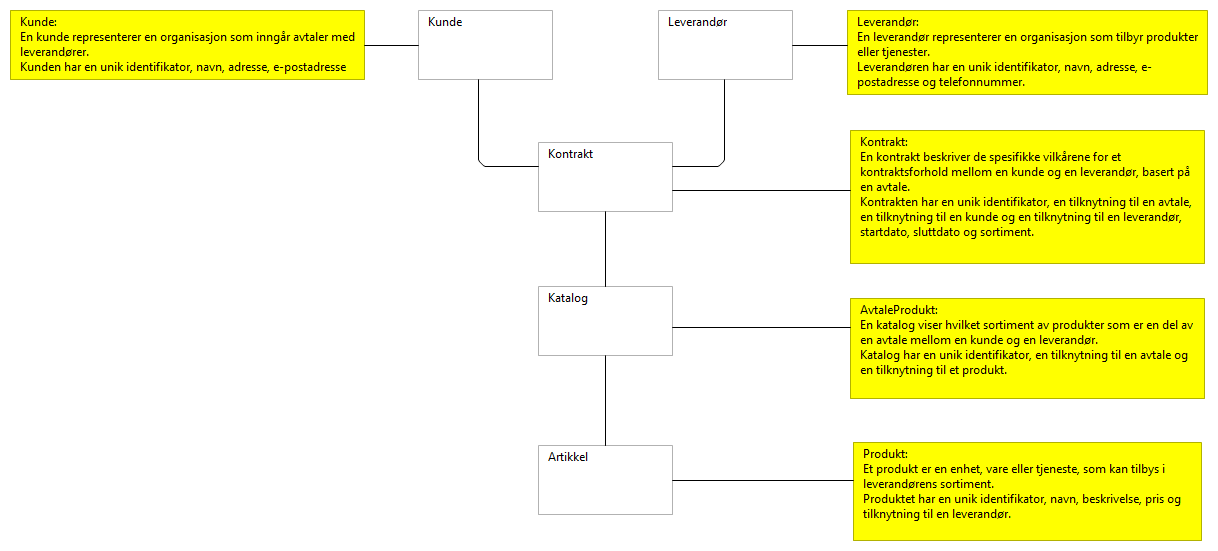 Kunde:
En kunde representerer en organisasjon som inngår avtaler med
leverandører.
Kunden har en unik identifikator, navn, adresse, e-postadresse
Kunde
Leverandør
Leverandør:
En leverandør representerer en organisasjon som tilbyr produkter
eller tjenester.
Leverandøren har en unik identifikator, navn, adresse, e-
postadresse og telefonnummer.
Kontrakt
Kontrakt:
En kontrakt beskriver de spesifikke vilkårene for et
kontraktsforhold mellom en kunde og en leverandør, basert på
en avtale.
Kontrakten har en unik identifikator, en tilknytning til en avtale,
en tilknytning til en kunde og en tilknytning til en leverandør,
startdato, sluttdato og sortiment.
Katalog
AvtaleProdukt:
En katalog viser hvilket sortiment av produkter som er en del av
en avtale mellom en kunde og en leverandør.
Katalog har en unik identifikator, en tilknytning til en avtale og
en tilknytning til et produkt.
Artikkel
Produkt:
Et produkt er en enhet, vare eller tjeneste, som kan tilbys i
leverandørens sortiment.
Produktet har en unik identifikator, navn, beskrivelse, pris og
tilknytning til en leverandør.